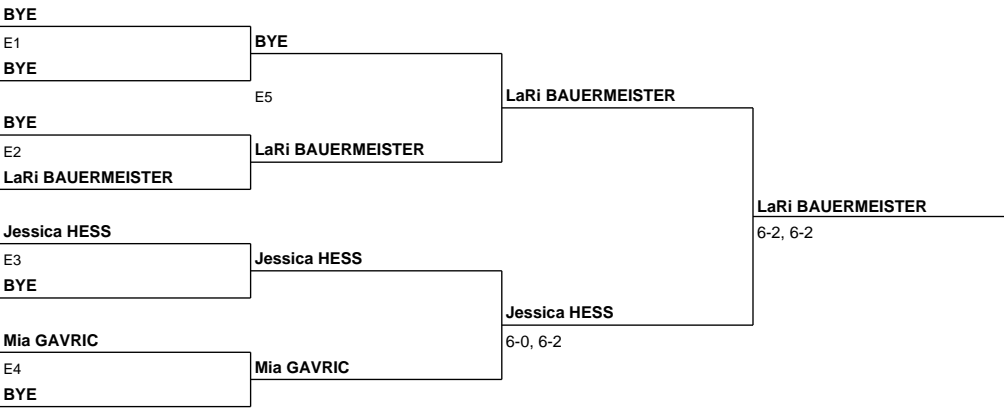 BYE
E1
BYE
BYE
E5
LaRi BAUERMEISTER
BYE
E2
LaRi BAUERMEISTER
LaRi BAUERMEISTER
LaRi BAUERMEISTER
6-2, 6-2
Jessica HESS
E3
Jessica HESS
BYE
Jessica HESS
6-0, 6-2
Mia GAVRIC
E4
Mia GAVRIC
BYE